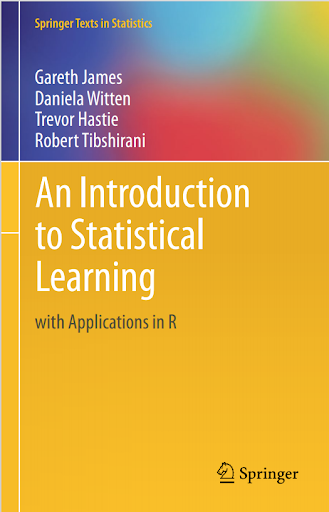 Springer Texts in Statistics
Gareth James
Daniela Witten
Trevor Hastie
Robert Tibshirani
An Introduction
to Statistical
Learning
with Applications in R
Springer